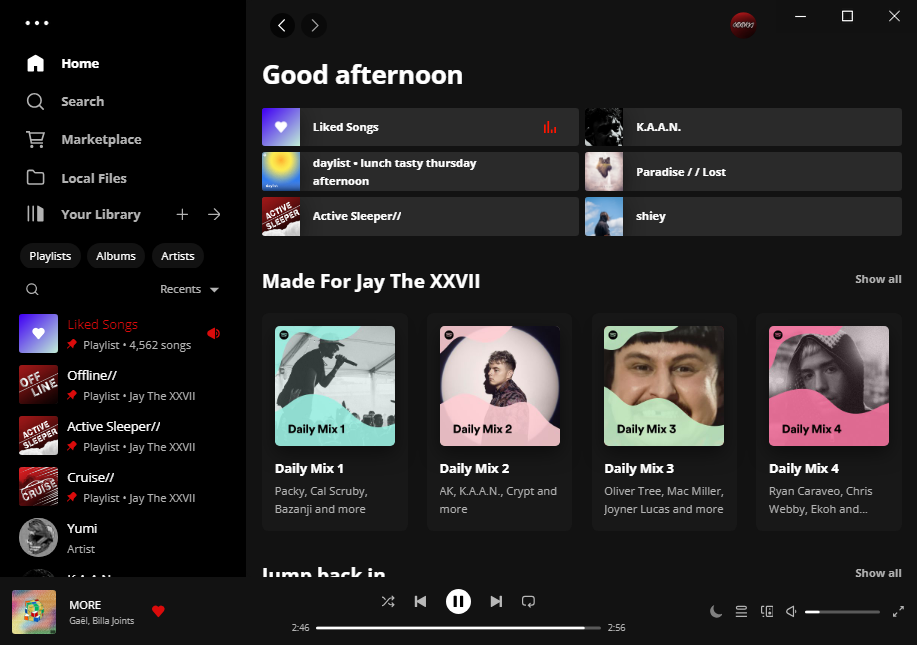 Home
Search
Marketplace
Local Files
Your Library
Playlists
Albums
Artists
Recents
Liked Songs
Playlist • 4,562 songs
OFF
LINE
Offline//
Playlist • Jay The XXVII
ACTIVE
SLEEPER
Active Sleeper//
Playlist • Jay The XXVII
CRUISE
Cruise//
Playlist • Jay The XXVII
Yumi
Artist
K.A.A.N.
Good afternoon
Liked Songs
K.A.A.N.
daylist
daylist • lunch tasty thursday
afternoon
Paradise / / Lost
ACTIVE
SLEEPER
Active Sleeper//
shiey
Made For Jay The XXVII
Show all
Daily Mix 1
Daily Mix 2
Daily Mix 3
Daily Mix 4
Daily Mix 1
Packy, Cal Scruby,
Bazanji and more
Daily Mix 2
AK, K.A.A.N., Crypt and
more
Daily Mix 3
Oliver Tree, Mac Miller,
Joyner Lucas and more
Daily Mix 4
Ryan Caraveo, Chris
Webby, Ekoh and...
Jump back in
Show all
MORE
Gaël, Billa Joints
2:46
2:56